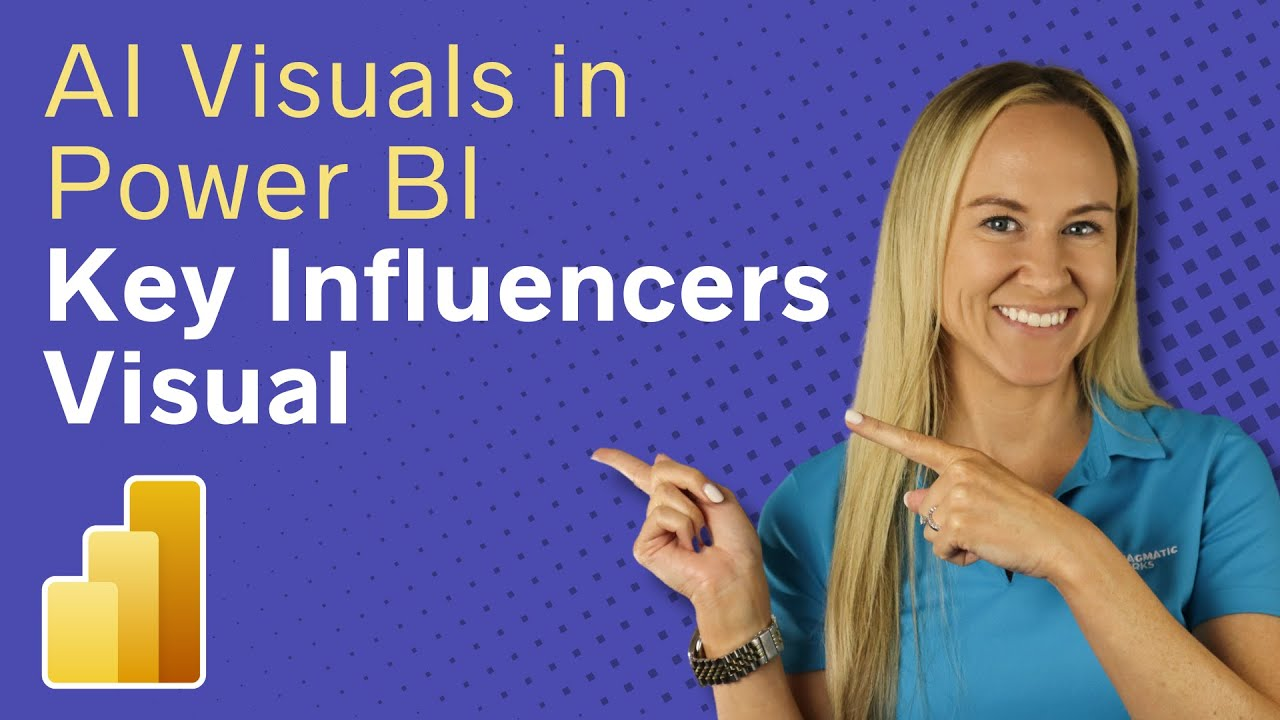 AI Visuals in
Power BI
Key Influencers
Visual